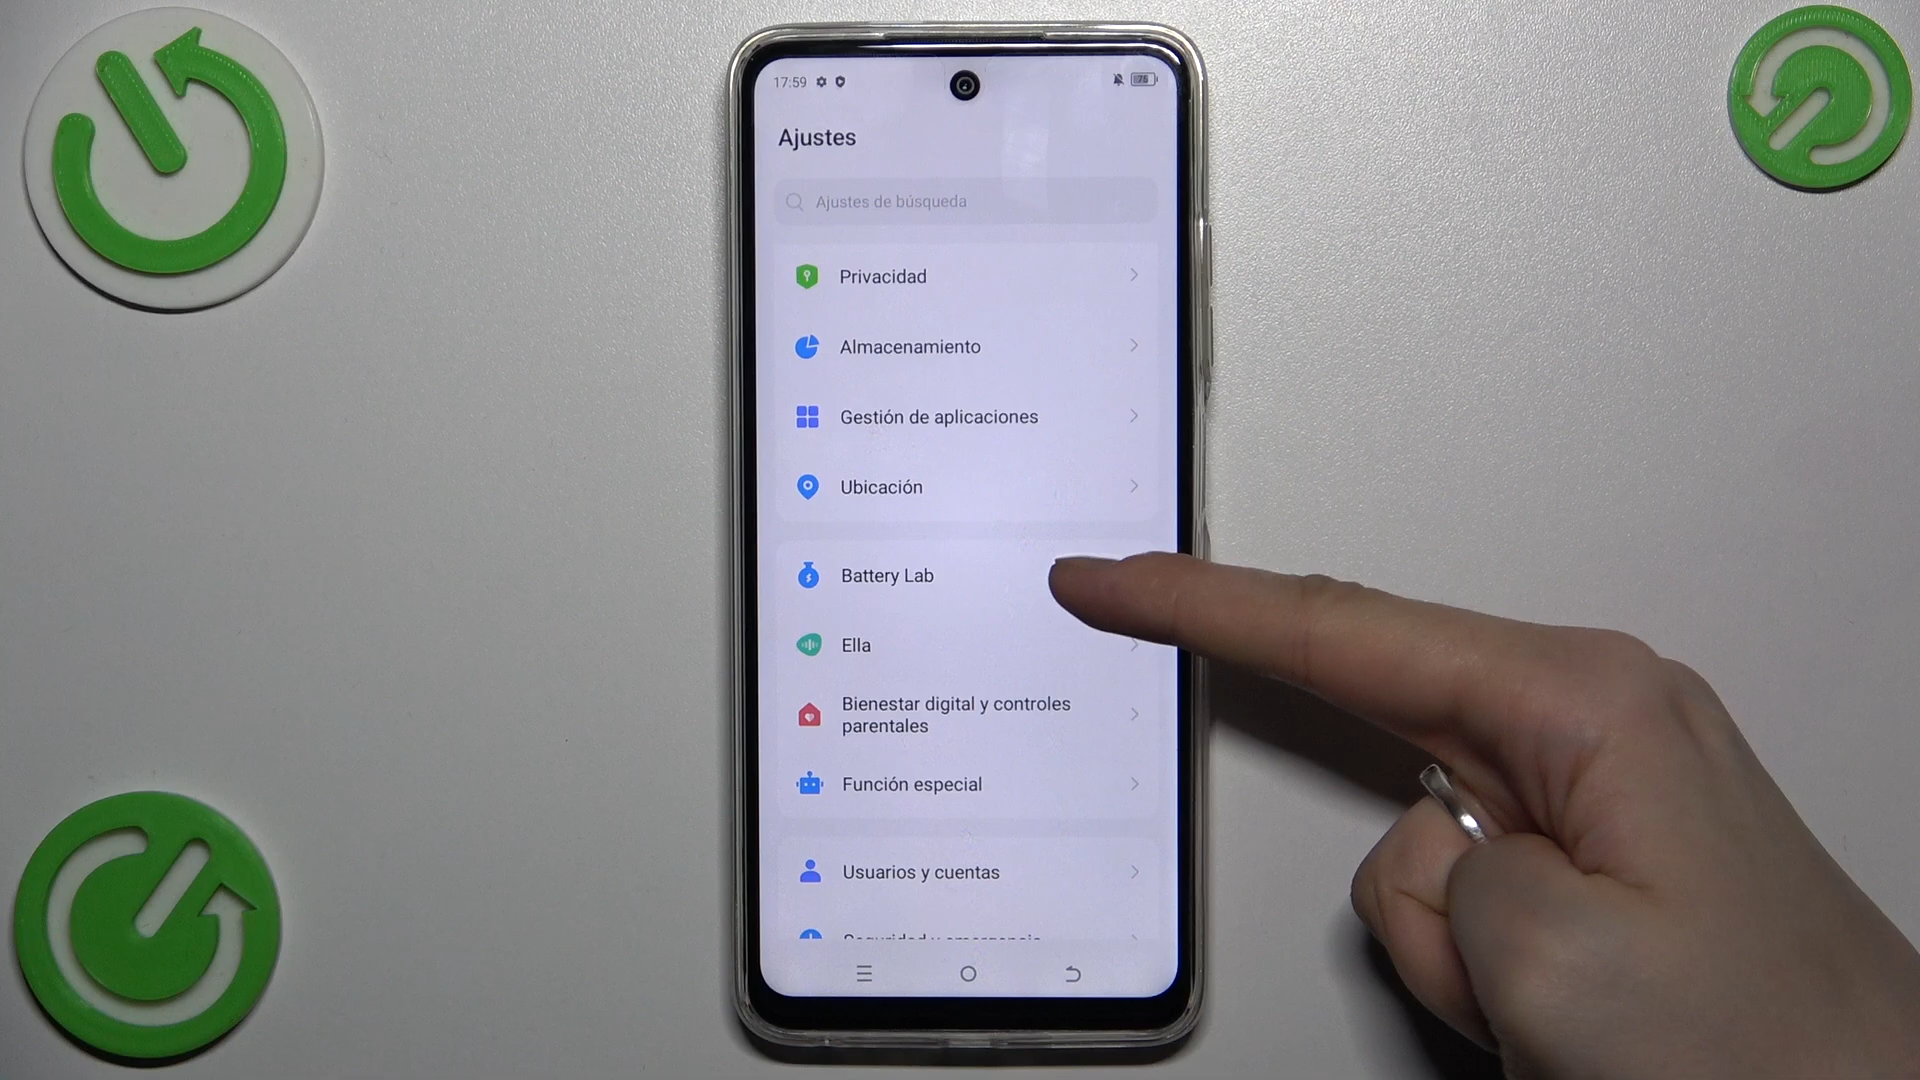 17:59
75
Ajustes
Ajustes de búsqueda
Privacidad
Almacenamiento
Gestión de aplicaciones
Ubicación
Battery Lab
Ella
Bienestar digital y controles
parentales
Función especial
Usuarios y cuentas
Seguridad y emergencia